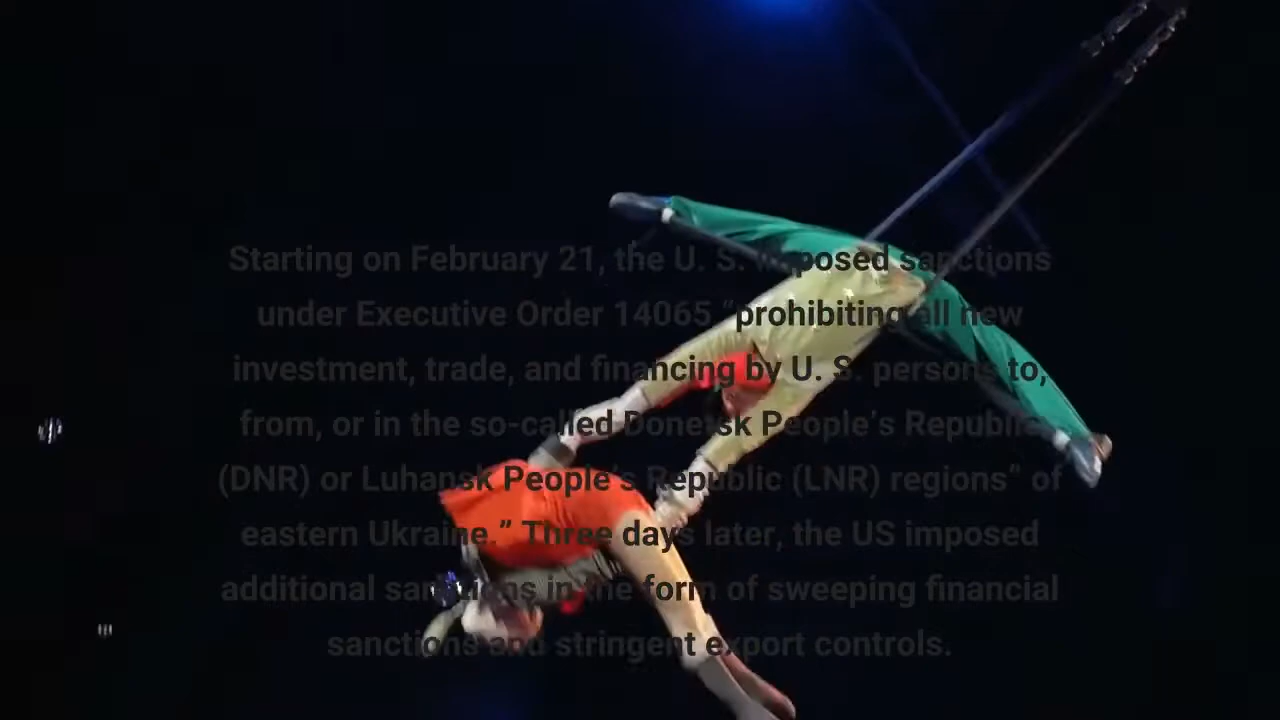 Starting on February 21, the U. S. imposed sanctions
under Executive Order 14065 “prohibiting all new
investment, trade, and financing by U. S. persons to,
from, or in the so-called Donetsk People's Republic
(DNR) or Luhansk People's Republic (LNR) regions” of
eastern Ukraine.” Three days later, the US imposed
additional sanctions in the form of sweeping financial
sanctions and stringent export controls.